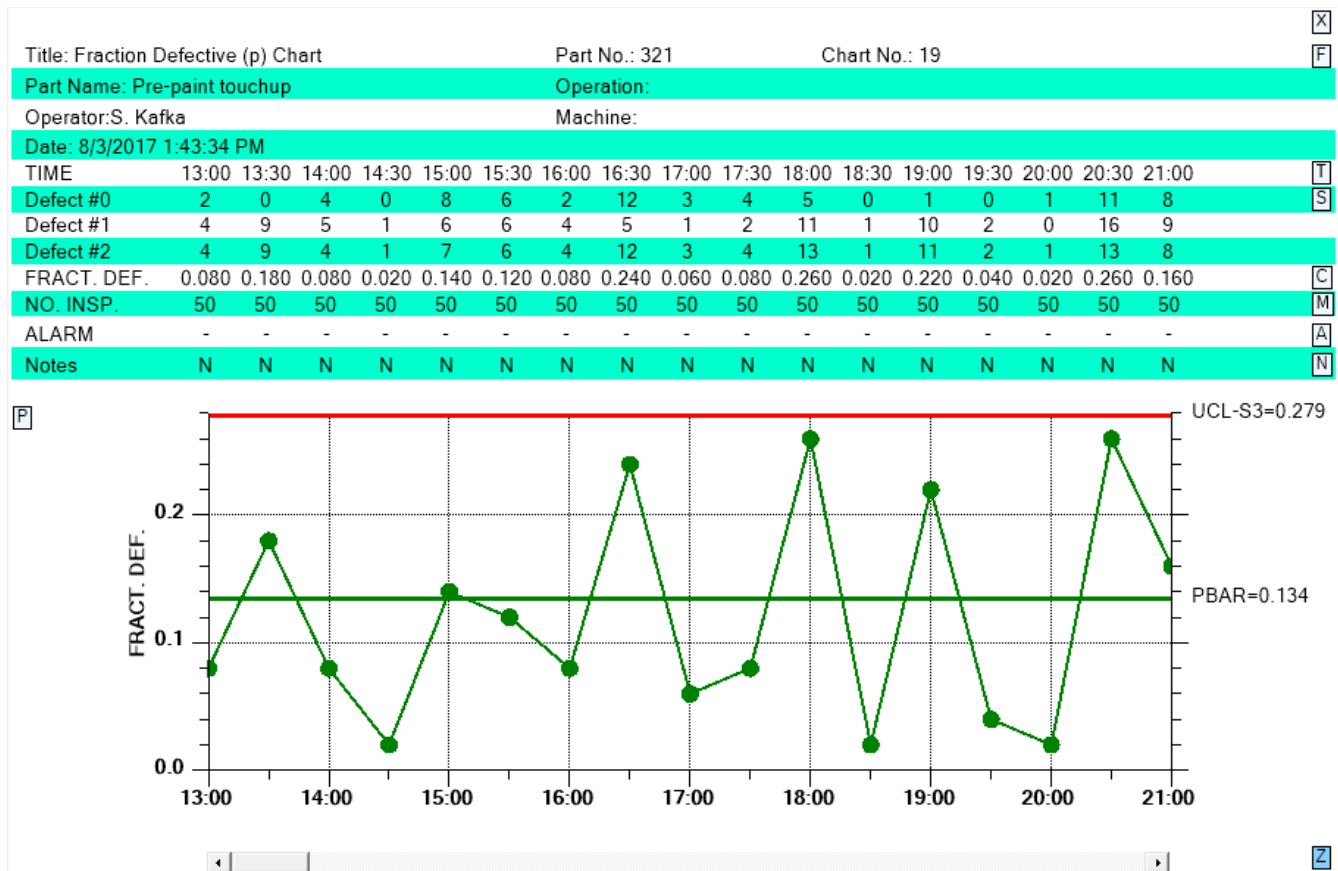 X
Title: Fraction Defective (p) Chart Part No.: 321 Chart No.: 19 F
Part Name: Pre-paint touchup Operation:
Operator:S. Kafka Machine:
Date: 8/3/2017 1:43:34 PM
TIME 13:00 13:30 14:00 14:30 15:00 15:30 16:00 16:30 17:00 17:30 18:00 18:30 19:00 19:30 20:00 20:30 21:00 T
Defect #0 2 0 4 0 8 6 2 12 3 4 5 0 1 0 1 11 8 S
Defect #1 4 9 5 1 6 6 4 5 1 2 11 1 10 2 0 16 9
Defect #2 4 9 4 1 7 6 4 12 3 4 13 1 11 2 1 13 8
FRACT. DEF. 0.080 0.180 0.080 0.020 0.140 0.120 0.080 0.240 0.060 0.080 0.260 0.020 0.220 0.040 0.020 0.260 0.160 C
NO. INSP. 50 50 50 50 50 50 50 50 50 50 50 50 50 50 50 50 50 M
ALARM - - - - - - - - - - - - - - - - - A
Notes N N N N N N N N N N N N N N N N N N
P
UCL-S3=0.279
0.2
FRACT. DEF.
PBAR=0.134
0.1
0.0
13:00 14:00 15:00 16:00 17:00 18:00 19:00 20:00 21:00
Z